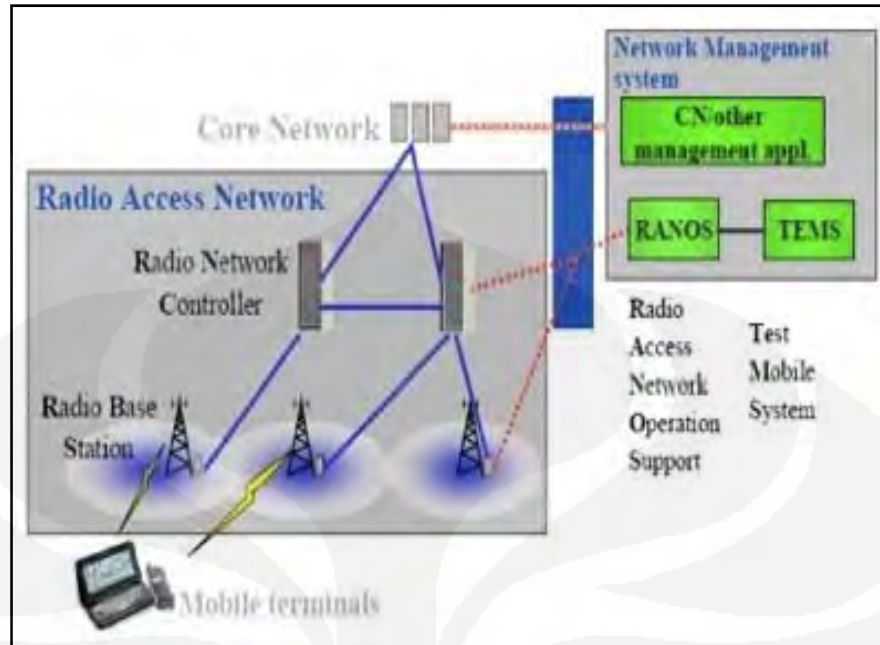 Network Management
system
CN/other
management appl.
Core Network
Radio Access Network
RANOS
TEMS
Radio Network
Controller
Radio
Access
Network
Operation
Support
Test
Mobile
System
Radio Base
Station
Mobile terminals